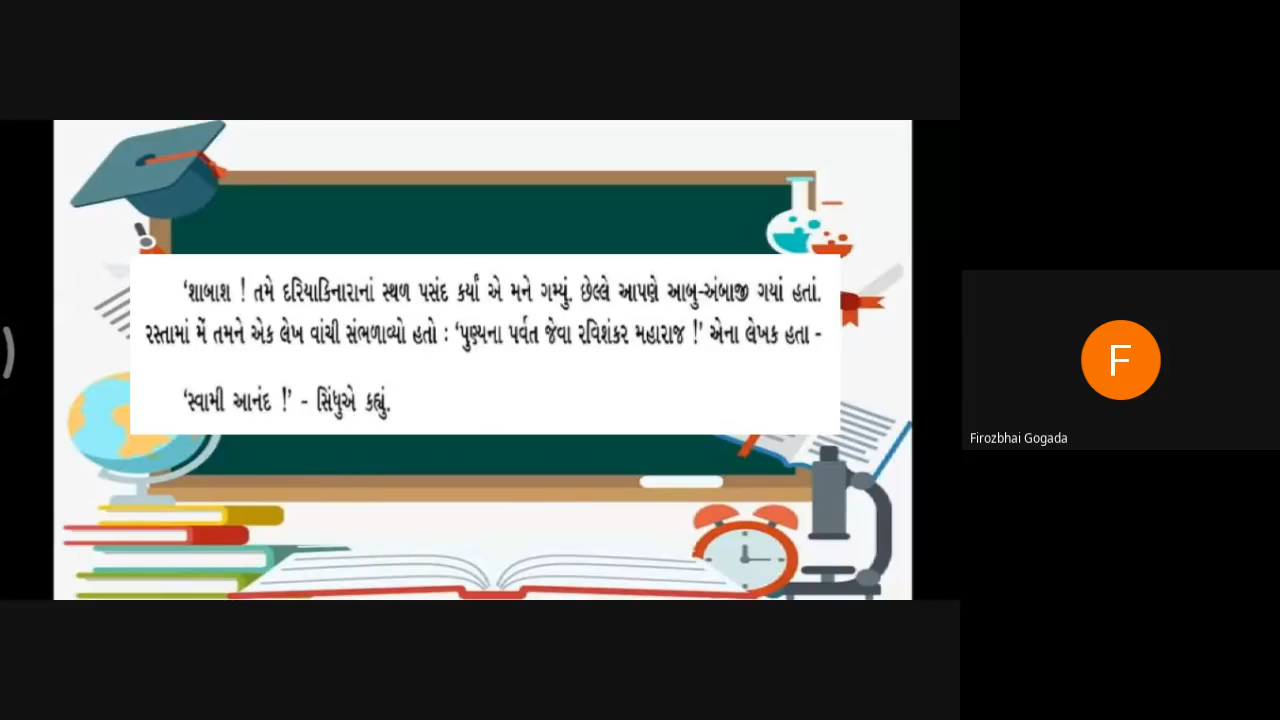 ‘શાબાશ ! તમે દરિયાકિનારાનાં સ્થળ પસંદ કર્યાં એ મને ગમ્યું. છેલ્લે આપણે આબુ-અંબાજી ગયાં હતાં.
રસ્તામાં મેં તમને એક લેખ વાંચી સંભળાવ્યો હતો : ‘પુણ્યના પર્વત જેવા રવિશંકર મહારાજ !’ એના લેખક હતા -
‘સ્વામી આનંદ !’ - સિંધુએ કહ્યું.
F
Firozbhai Gogada